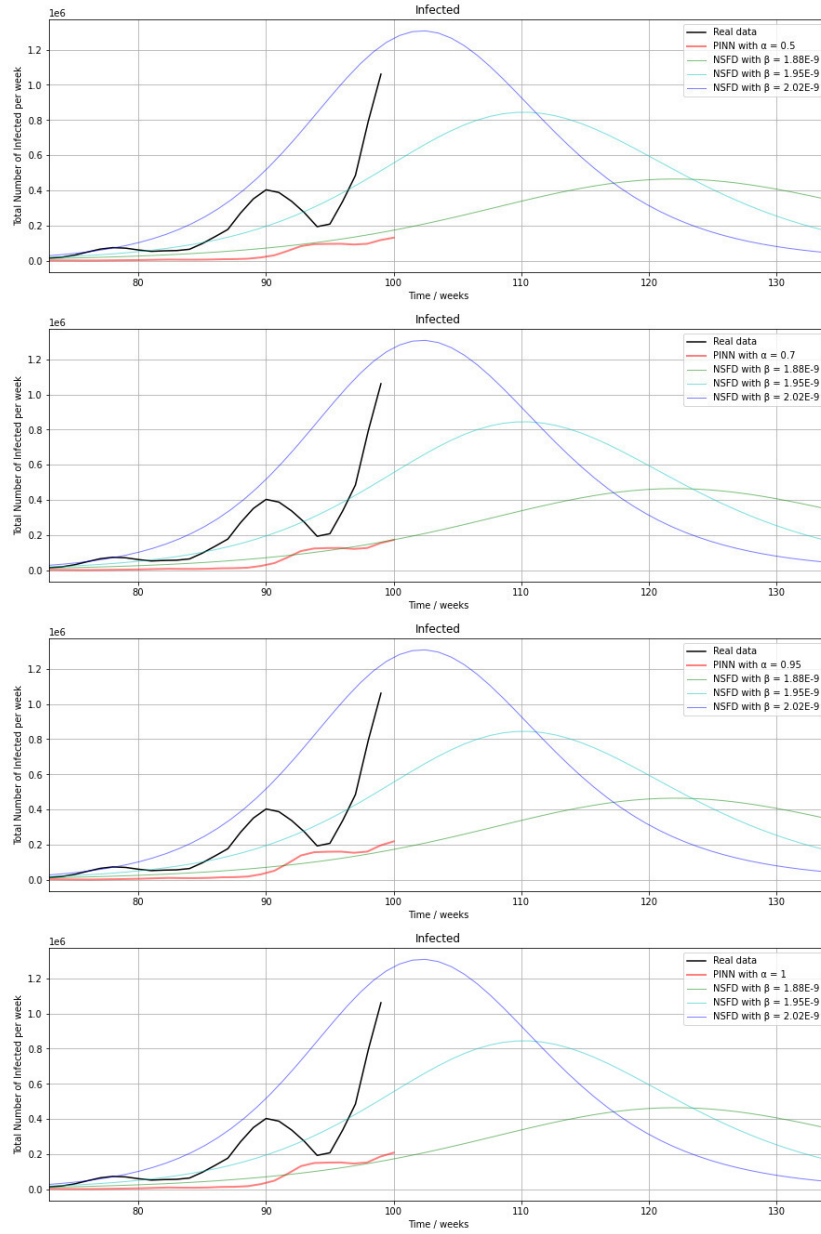 Infected
1e6
Total Number of Infected per week
1.2
1.0
0.8
0.6
0.4
0.2
0.0
Real data
PINN with α = 0.5
NSFD with β = 1.88E-9
NSFD with β = 1.95E-9
NSFD with β = 2.02E-9
80 90 100 110 120 130
Time / weeks
Infected
1e6
Total Number of Infected per week
1.2
1.0
0.8
0.6
0.4
0.2
0.0
Real data
PINN with α = 0.7
NSFD with β = 1.88E-9
NSFD with β = 1.95E-9
NSFD with β = 2.02E-9
80 90 100 110 120 130
Time / weeks
Infected
1e6
Total Number of Infected per week
1.2
1.0
0.8
0.6
0.4
0.2
0.0
Real data
PINN with α = 0.95
NSFD with β = 1.88E-9
NSFD with β = 1.95E-9
NSFD with β = 2.02E-9
80 90 100 110 120 130
Time / weeks
Infected
1e6
Total Number of Infected per week
1.2
1.0
0.8
0.6
0.4
0.2
0.0
Real data
PINN with α = 1
NSFD with β = 1.88E-9
NSFD with β = 1.95E-9
NSFD with β = 2.02E-9
80 90 100 110 120 130
Time / weeks